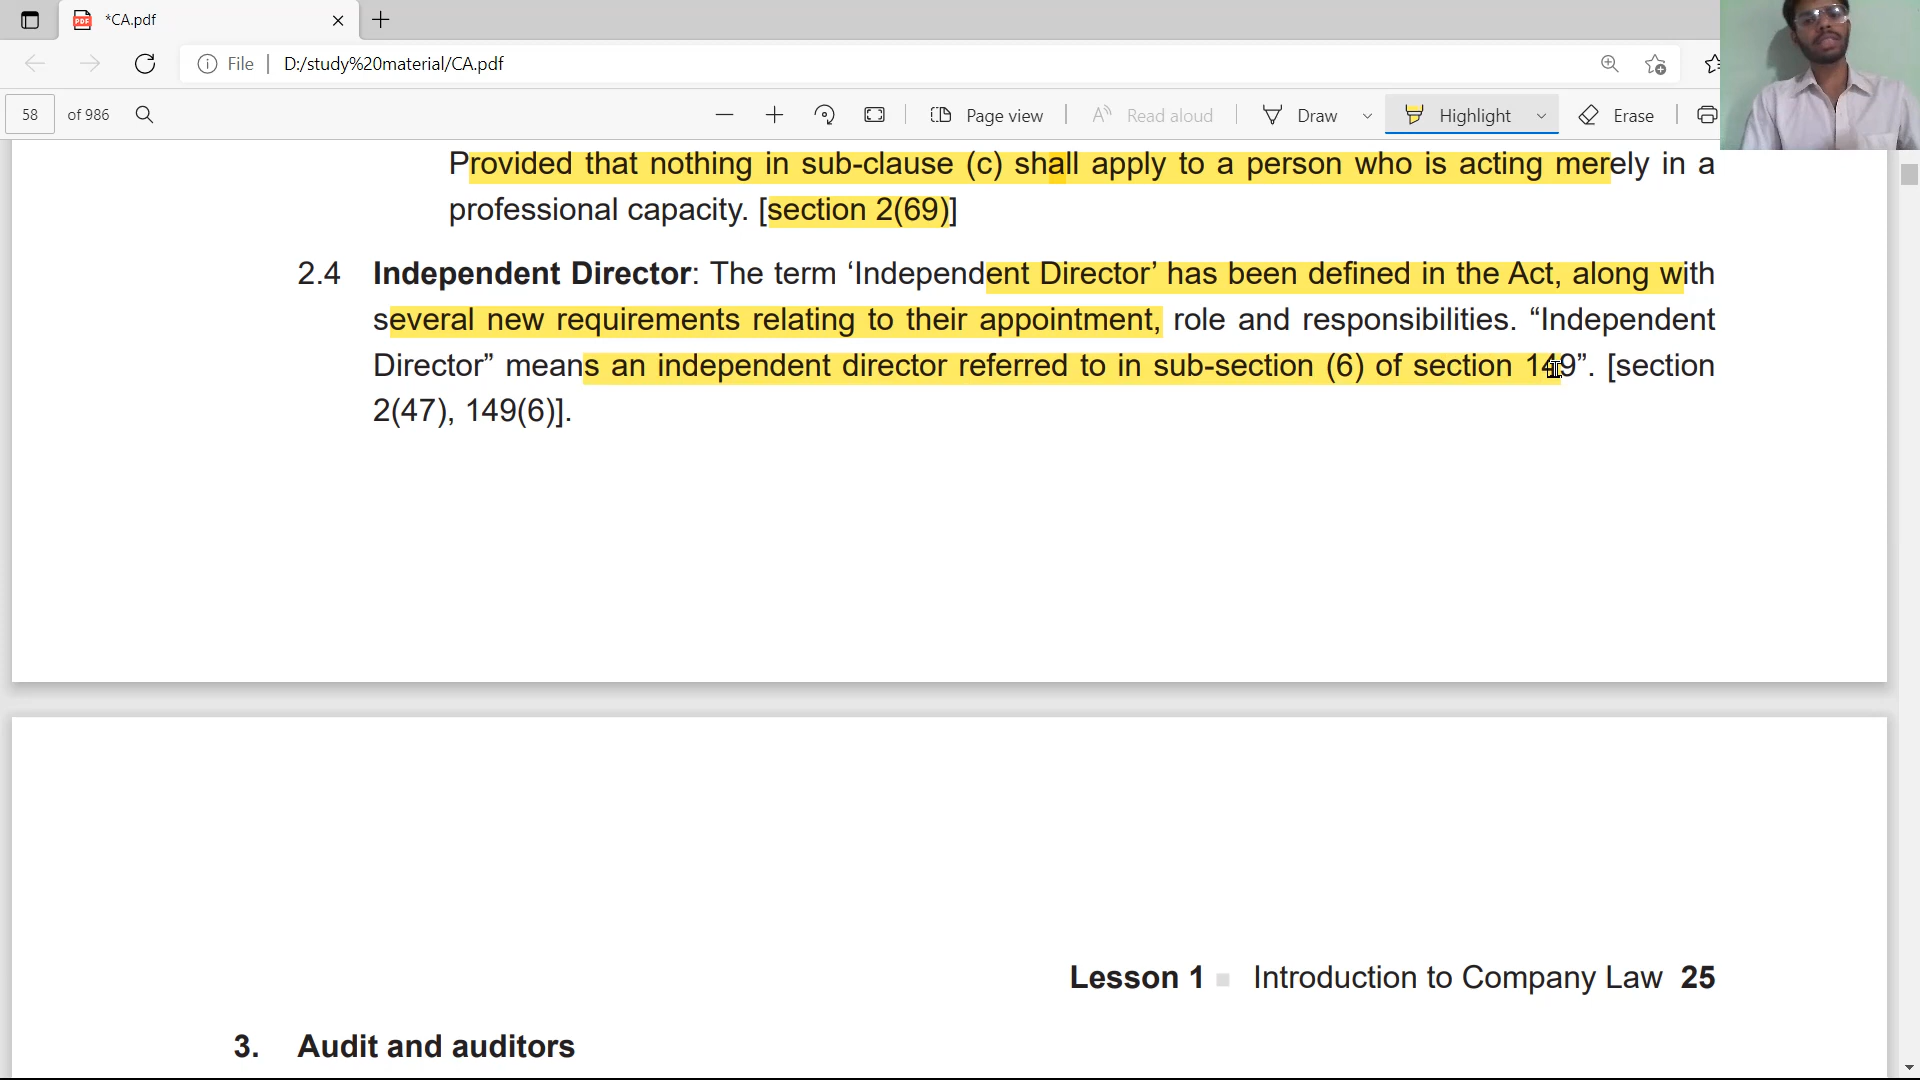 *CA.pdf
File
D:/study%20material/CA.pdf
58 of 986
Page view
Read aloud
Draw
Highlight
Erase
Provided that nothing in sub-clause (c) shall apply to a person who is acting merely in a
professional capacity. [section 2(69)]
2.4 Independent Director: The term ‘Independent Director’ has been defined in the Act, along with
several new requirements relating to their appointment, role and responsibilities. “Independent
Director” means an independent director referred to in sub-section (6) of section 149”. [section
2(47), 149(6)].
Lesson 1 ▪ Introduction to Company Law 25
3. Audit and auditors